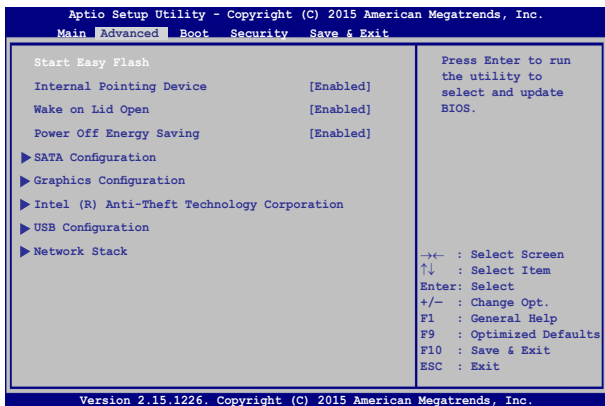 Aptio Setup Utility - Copyright (C) 2015 American Megatrends, Inc.
Main Advanced Boot Security Save & Exit
Start Easy Flash
Internal Pointing Device [Enabled]
Wake on Lid Open [Enabled]
Power Off Energy Saving [Enabled]
SATA Configuration
Graphics Configuration
Intel (R) Anti-Theft Technology Corporation
USB Configuration
Network Stack
Press Enter to run
the utility to
select and update
BIOS.
→← : Select Screen
↑↓ : Select Item
Enter: Select
+/— : Change Opt.
F1 : General Help
F9 : Optimized Defaults
F10 : Save & Exit
ESC : Exit
Version 2.15.1226. Copyright (C) 2015 American Megatrends, Inc.